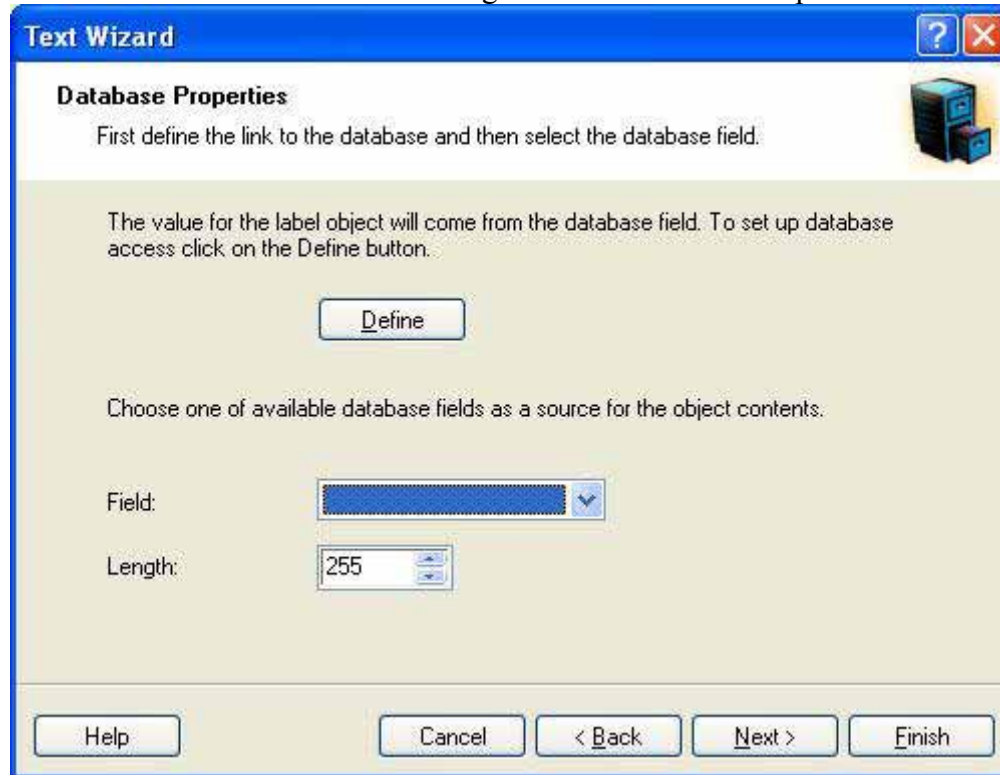 Text Wizard
Database Properties
First define the link to the database and then select the database field.
The value for the label object will come from the database field. To set up database
access click on the Define button.
Define
Choose one of available database fields as a source for the object contents.
Field:
Length: 255
Help Cancel < Back Next > Finish